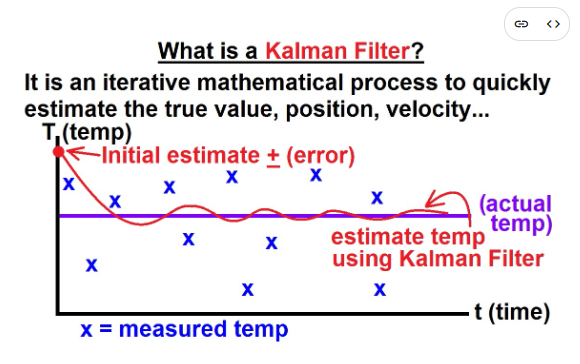 What is a Kalman Filter?
It is an iterative mathematical process to quickly
estimate the true value, position, velocity...
T (temp)
Initial estimate ± (error)
x
x
x
x
x
x
(actual
temp)
x
x
x
estimate temp
using Kalman Filter
x
x
t (time)
x = measured temp